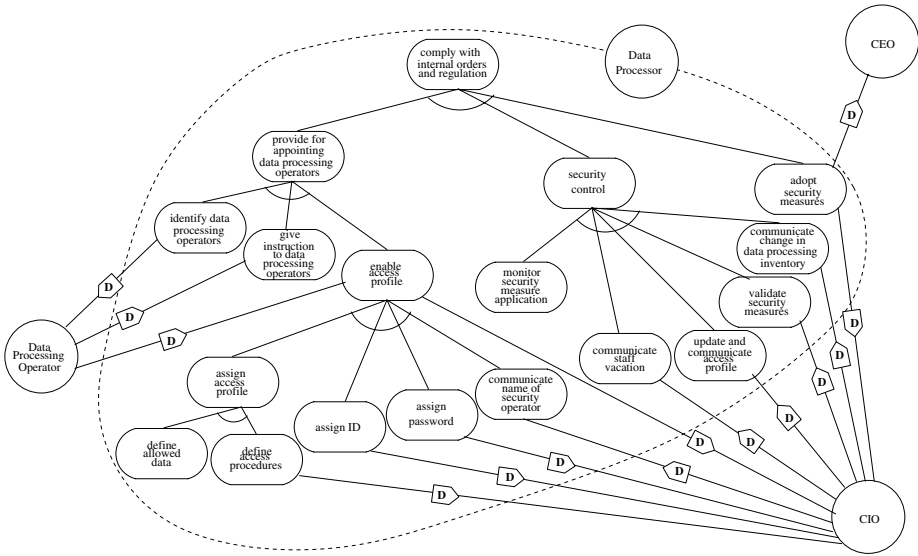 CEO
comply with
internal orders
and regulation
Data
Processor
D
provide for
appointing
data processing
operators
security
control
adopt
security
measures
identify data
processing
operators
give
instruction
to data
processing operators
communicate
change in
data processing
inventory
enable
access
profile
monitor
security
measure
application
validate
security
measures
D
D
D
D
D
Data
Processing
Operator
communicate
staff
vacation
update and
communicate
access
profile
assign
access
profile
communicate
name of
security
operator
D
assign ID
assign
password
D
define
allowed
data
define
access
procedures
D
D
D
D
D
D
CIO